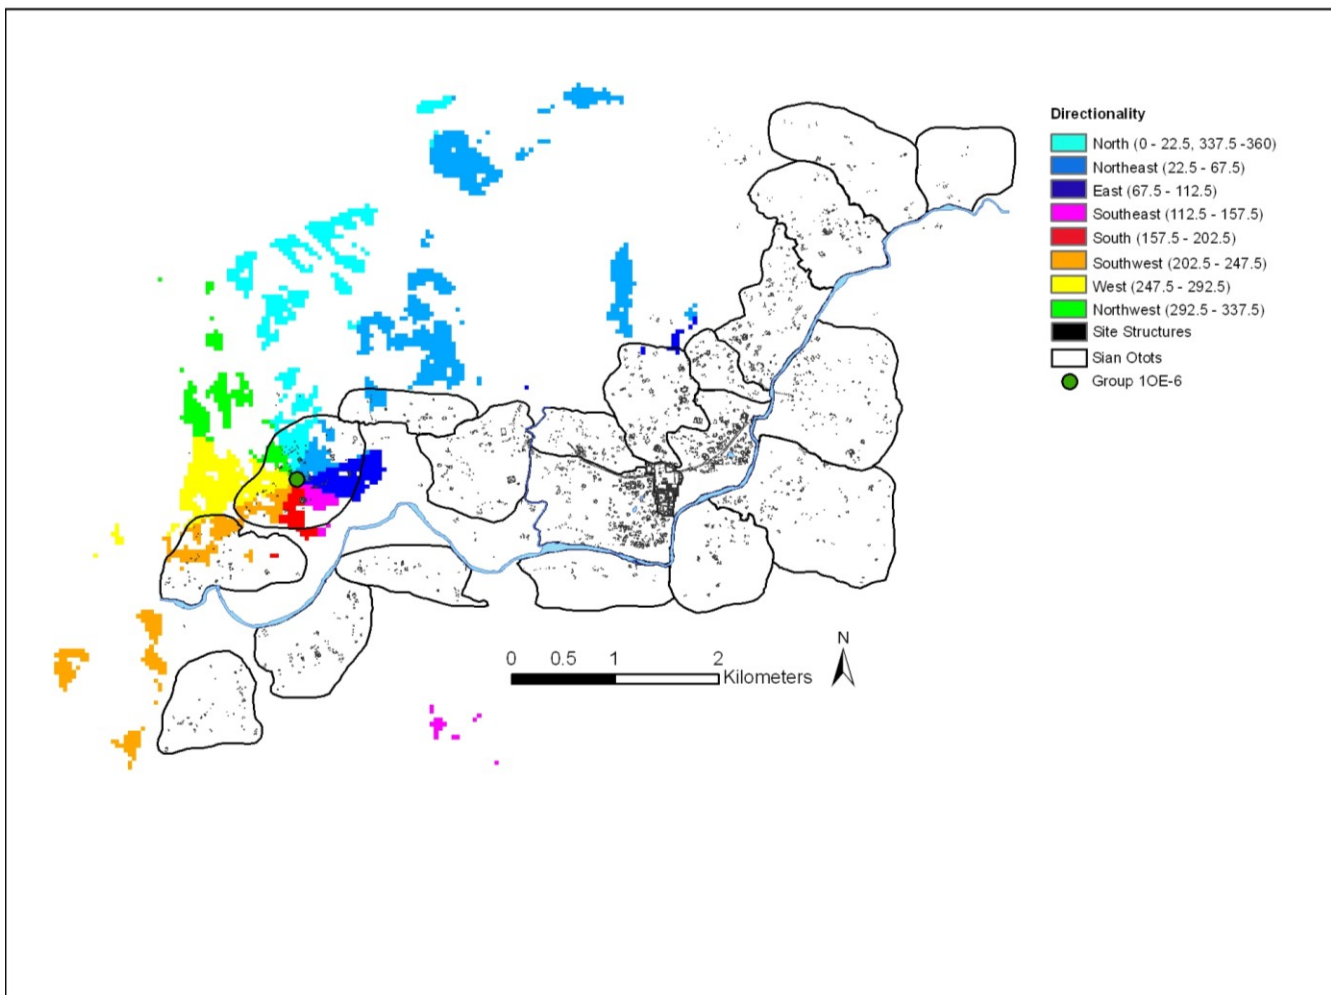 Directionality
North (0 - 22.5, 337.5 -360)
Northeast (22.5 - 67.5)
East (67.5 - 112.5)
Southeast (112.5 - 157.5)
South (157.5 - 202.5)
Southwest (202.5 - 247.5)
West (247.5 - 292.5)
Northwest (292.5 - 337.5)
Site Structures
Sian Otots
Group 1OE-6
N
0 0.5 1 2
Kilometers